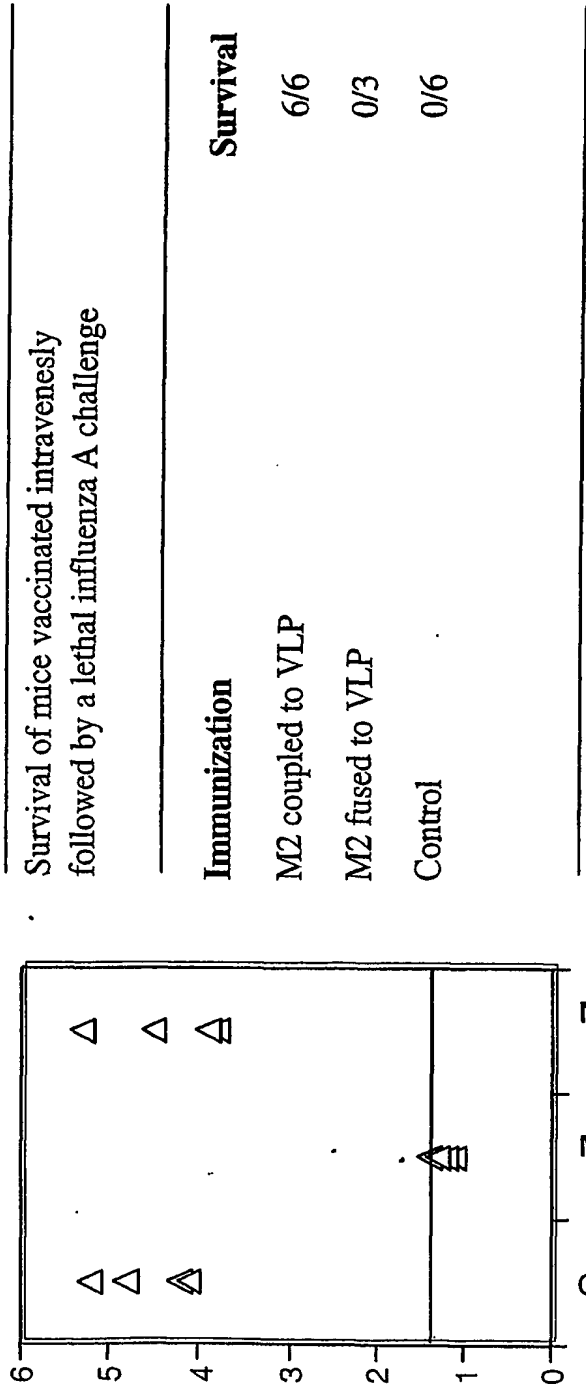 Survival of mice vaccinated intravenesly
followed by a lethal influenza A challenge
Immunization Survival
M2 coupled to VLP 6/6
M2 fused to VLP 0/3
Control 0/6
6
5
4
3
2
1
0